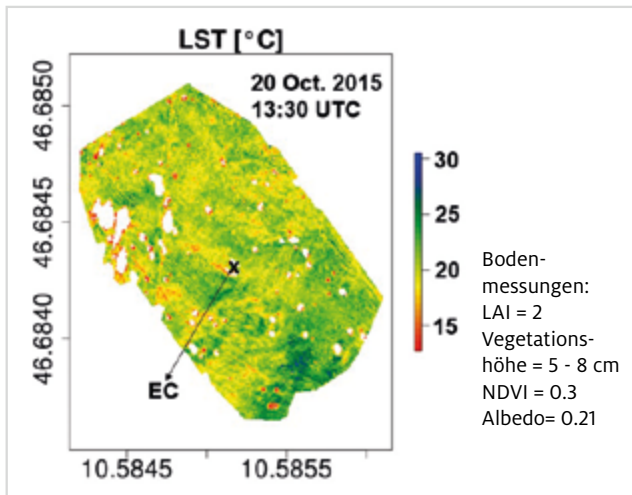 LST [°C]
20 Oct. 2015
13:30 UTC
46.6850
46.6845
46.6840
x
EC
10.5845
10.5855
30
25
20
15
Boden-
messungen:
LAI = 2
Vegetations-
höhe = 5 - 8 cm
NDVI = 0.3
Albedo= 0.21